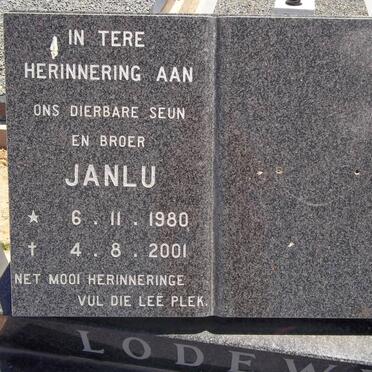 IN TERE
HERINNERING AAN
ONS DIERBARE SEUN
EN BROER
JANLU
★ 6 . 11 . 1980
† 4 . 8 . 2001
NET MOOI HERINNERINGE
VUL DIE LEË PLEK.